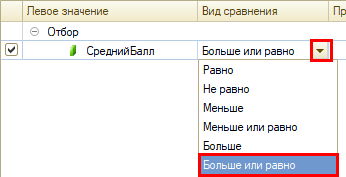 Левое значение Вид сравнения Пр
Отбор
СреднийБалл Больше или равно
Равно
Не равно
Меньше
Меньше или равно
Больше
Больше или равно